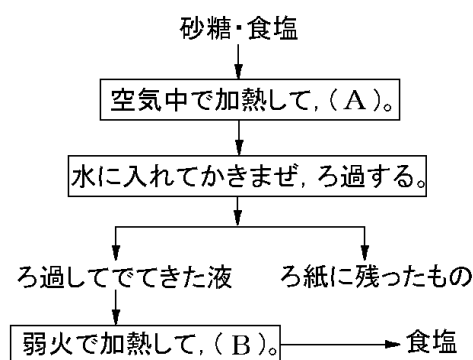 砂糖・食塩
空気中で加熱して,(A)。
水に入れてかきまぜ,ろ過する。
ろ過してでてきた液
ろ紙に残ったもの
弱火で加熱して,(B)。
食塩